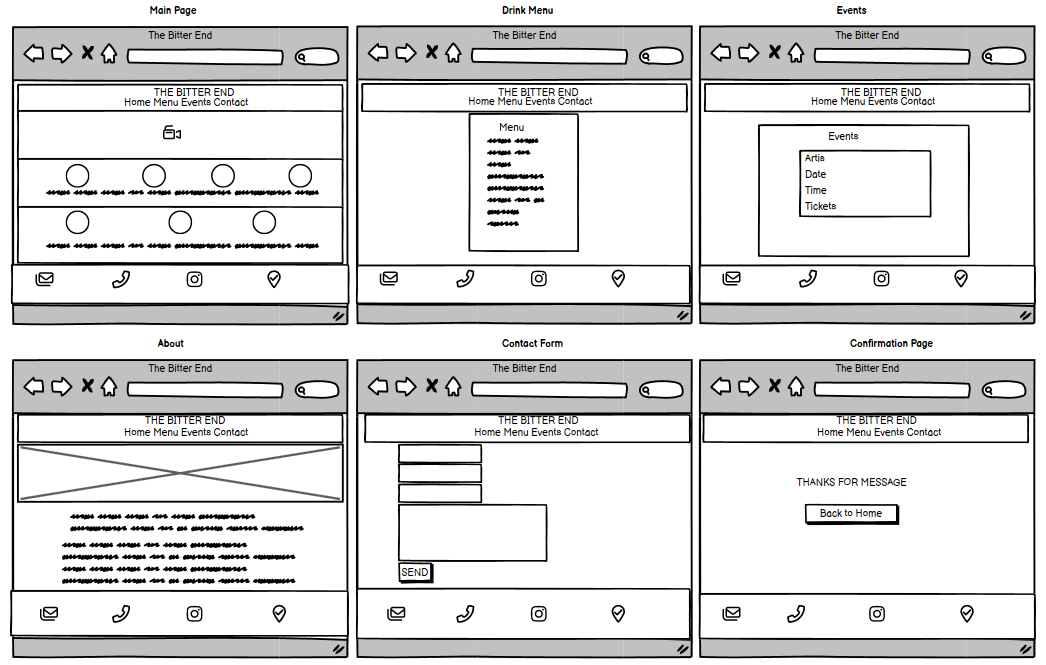 Main Page
The Bitter End
THE BITTER END
Home Menu Events Contact
Drink Menu
The Bitter End
THE BITTER END
Home Menu Events Contact
Menu
Events
The Bitter End
THE BITTER END
Home Menu Events Contact
Events
Artis
Date
Time
Tickets
About
The Bitter End
THE BITTER END
Home Menu Events Contact
Contact Form
The Bitter End
THE BITTER END
Home Menu Events Contact
SEND
Confirmation Page
The Bitter End
THE BITTER END
Home Menu Events Contact
THANKS FOR MESSAGE
Back to Home